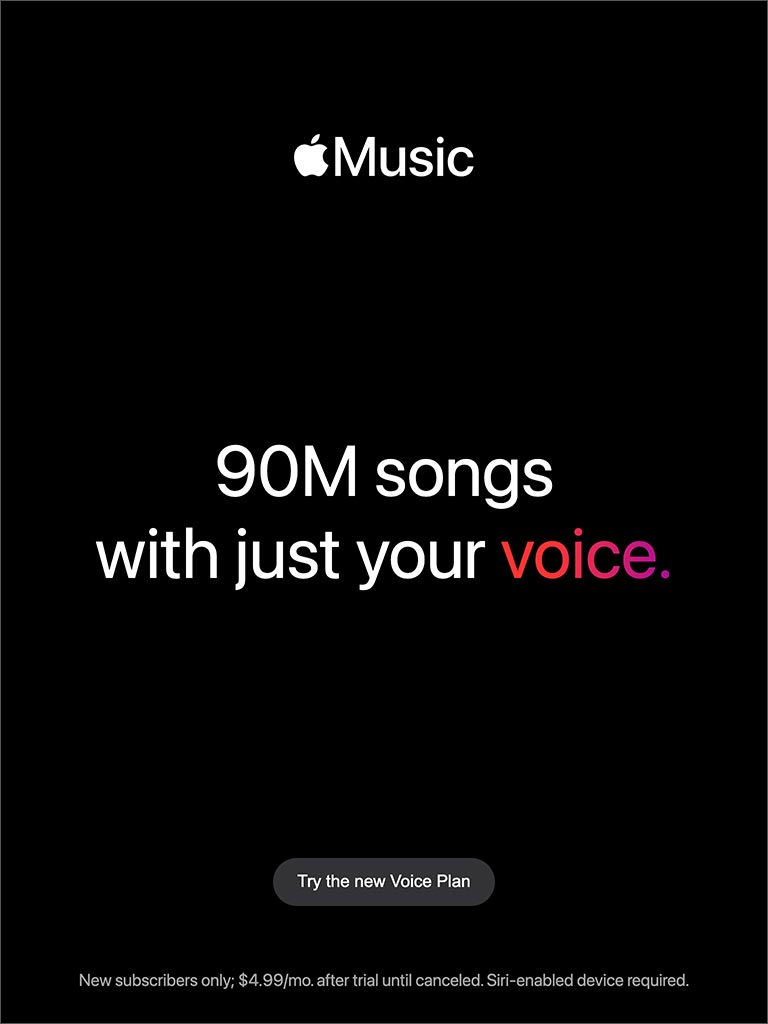 Music
90M songs
with just your voice.
Try the new Voice Plan
New subscribers only; $4.99/mo. after trial until canceled. Siri-enabled device required.